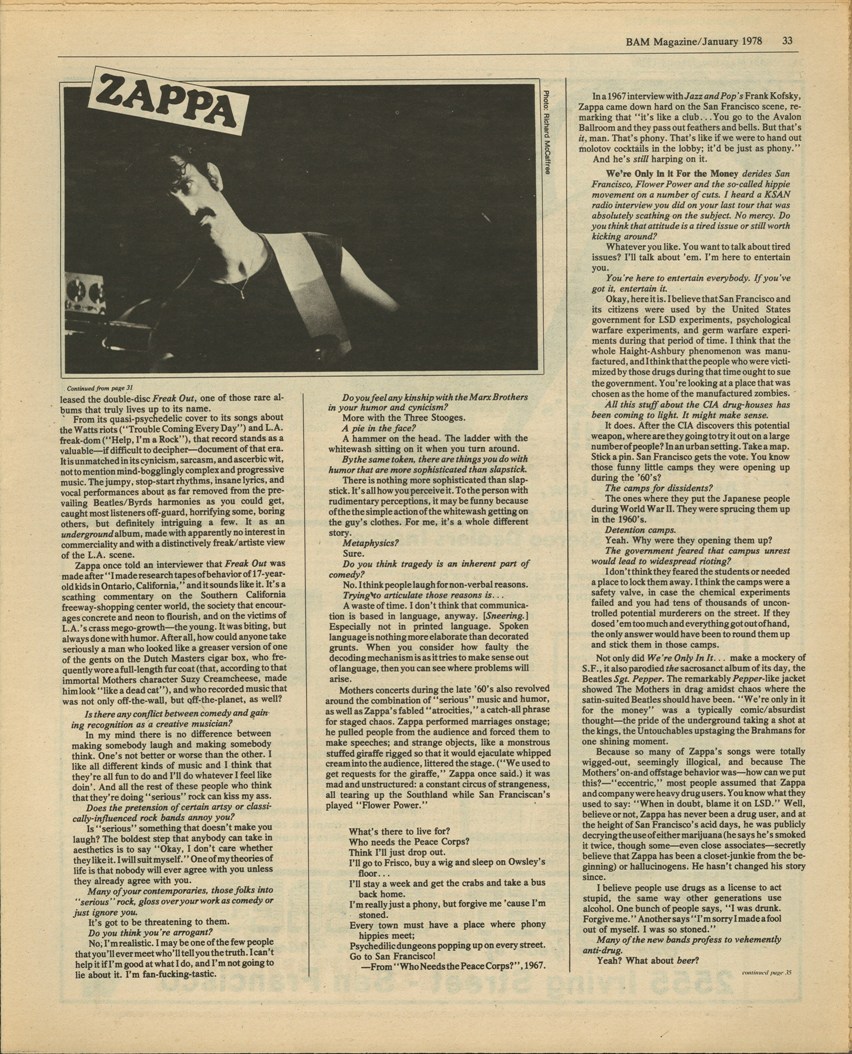 BAM Magazine/January 1978 33
ZAPPA
Photo: Richard McCaffree
Continued from page 31
leased the double-disc Freak Out, one of those rare al-
bums that truly lives up to its name.
From its quasi-psychedelic cover to its songs about
the Watts riots ("Trouble Coming Every Day") and L.A.
freak-dom ("Help, I'm a Rock"), that record stands as a
valuable—if difficult to decipher—document of that era.
It is unmatched in its cynicism, sarcasm, and ascerbic wit,
not to mention mind-bogglingly complex and progressive
music. The jumpy, stop-start rhythms, insane lyrics, and
vocal performances about as far removed from the pre-
vailing Beatles/Byrds harmonies as you could get,
caught most listeners off-guard, horrifying some, boring
others, but definitely intriguing a few. It as an
underground album, made with apparently no interest in
commerciality and with a distinctively freak/artiste view
of the L.A. scene.
Zappa once told an interviewer that Freak Out was
made after "I made research tapes of behavior of 17-year-
old kids in Ontario, California," and it sounds like it. It's a
scathing commentary on the Southern California
freeway-shopping center world, the society that encour-
ages concrete and neon to flourish, and on the victims of
L.A.'s crass mego-growth—the young. It was biting, but
always done with humor. After all, how could anyone take
seriously a man who looked like a greaser version of one
of the gents on the Dutch Masters cigar box, who fre-
quently wore a full-length fur coat (that, according to that
immortal Mothers character Suzy Creamcheese, made
him look "like a dead cat"), and who recorded music that
was not only off-the-wall, but off-the-planet, as well?
Is there any conflict between comedy and gain-
ing recognition as a creative musician?
In my mind there is no difference between
making somebody laugh and making somebody
think. One's not better or worse than the other. I
like all different kinds of music and I think that
they're all fun to do and I'll do whatever I feel like
doin'. And all the rest of these people who think
that they're doing "serious" rock can kiss my ass.
Does the pretension of certain artsy or classi-
cally-influenced rock bands annoy you?
Is "serious" something that doesn't make you
laugh? The boldest step that anybody can take in
aesthetics is to say "Okay, I don't care whether
they like it. I will suit myself." One of my theories of
life is that nobody will ever agree with you unless
they already agree with you.
Many of your contemporaries, those folks into
"serious" rock, gloss over your work as comedy or
just ignore you.
It's got to be threatening to them.
Do you think you're arrogant?
No, I'm realistic. I may be one of the few people
that you'll ever meet who'll tell you the truth. I can't
help it if I'm good at what I do, and I'm not going to
lie about it. I'm fan-fucking-tastic.
Do you feel any kinship with the Marx Brothers
in your humor and cynicism?
More with the Three Stooges.
A pie in the face?
A hammer on the head. The ladder with the
whitewash sitting on it when you turn around.
By the same token, there are things you do with
humor that are more sophisticated than slapstick.
There is nothing more sophisticated than slap-
stick. It's all how you perceive it. To the person with
rudimentary perceptions, it may be funny because
of the the simple action of the whitewash getting on
the guy's clothes. For me, it's a whole different
story.
Metaphysics?
Sure.
Do you think tragedy is an inherent part of
comedy?
No. I think people laugh for non-verbal reasons.
Trying to articulate those reasons is...
A waste of time. I don't think that communica-
tion is based in language, anyway. [Sneering.]
Especially not in printed language. Spoken
language is nothing more elaborate than decorated
grunts. When you consider how faulty the
decoding mechanism is as it tries to make sense out
of language, then you can see where problems will
arise.
Mothers concerts during the late '60's also revolved
around the combination of "serious" music and humor,
as well as Zappa's fabled "atrocities," a catch-all phrase
for staged chaos. Zappa performed marriages onstage;
he pulled people from the audience and forced them to
make speeches; and strange objects, like a monstrous
stuffed giraffe rigged so that it would ejaculate whipped
cream into the audience, littered the stage. ("We used to
get requests for the giraffe," Zappa once said.) it was
mad and unstructured: a constant circus of strangeness,
all tearing up the Southland while San Franciscan's
played "Flower Power."
What's there to live for?
Who needs the Peace Corps?
Think I'll just drop out.
I'll go to Frisco, buy a wig and sleep on Owsley's
floor...
I'll stay a week and get the crabs and take a bus
back home.
I'm really just a phony, but forgive me 'cause I'm
stoned.
Every town must have a place where phony
hippies meet;
Psychedilic dungeons popping up on every street.
Go to San Francisco!
—From "Who Needs the Peace Corps?", 1967.
In a 1967 interview with Jazz and Pop's Frank Kofsky,
Zappa came down hard on the San Francisco scene, re-
marking that "it's like a club...You go to the Avalon
Ballroom and they pass out feathers and bells. But that's
it, man. That's phony. That's like if we were to hand out
molotov cocktails in the lobby; it'd be just as phony."
And he's still harping on it.
We're Only In it For the Money derides San
Francisco, Flower Power and the so-called hippie
movement on a number of cuts. I heard a KSAN
radio interview you did on your last tour that was
absolutely scathing on the subject. No mercy. Do
you think that attitude is a tired issue or still worth
kicking around?
Whatever you like. You want to talk about tired
issues? I'll talk about 'em. I'm here to entertain
you.
You're here to entertain everybody. If you've
got it, entertain it.
Okay, here it is. I believe that San Francisco and
its citizens were used by the United States
government for LSD experiments, psychological
warfare experiments, and germ warfare experi-
ments during that period of time. I think that the
whole Haight-Ashbury phenomenon was manu-
factured, and I think that the people who were victi-
mized by those drugs during that time ought to sue
the government. You're looking at a place that was
chosen as the home of the manufactured zombies.
All this stuff about the CIA drug-houses has
been coming to light. It might make sense.
It does. After the CIA discovers this potential
weapon, where are they going to try it out on a large
number of people? In an urban setting. Take a map.
Stick a pin. San Francisco gets the vote. You know
those funny little camps they were opening up
during the '60's?
The camps for dissidents?
The ones where they put the Japanese people
during World War II. They were sprucing them up
in the 1960's.
Detention camps.
Yeah. Why were they opening them up?
The government feared that campus unrest
would lead to widespread rioting?
I don't think they feared the students or needed
a place to lock them away. I think the camps were a
safety valve, in case the chemical experiments
failed and you had tens of thousands of uncon-
trolled potential murderers on the street. If they
dosed 'em too much and everything got out of hand,
the only answer would have been to round them up
and stick them in those camps.
Not only did We're Only In It... make a mockery of
S.F., it also parodied the sacrosanct album of its day, the
Beatles Sgt. Pepper. The remarkably Pepper-like jacket
showed The Mothers in drag amidst chaos where the
satin-suited Beatles should have been. "We're only in it
for the money" was a typically comic/absurdist
thought—the pride of the underground taking a shot at
the kings, the Untouchables upstaging the Brahmans for
one shining moment.
Because so many of Zappa's songs were totally
wigged-out, seemingly illogical, and because The
Mothers' on-and offstage behavior was—how can we put
this?—"eccentric," most people assumed that Zappa
and company were heavy drug users. You know what they
used to say: "When in doubt, blame it on LSD." Well,
believe or not, Zappa has never been a drug user, and at
the height of San Francisco's acid days, he was publicly
decrying the use of either marijuana (he says he's smoked
it twice, though some—even close associates—secretly
believe that Zappa has been a closet-junkie from the be-
ginning) or hallucinogens. He hasn't changed his story
since.
I believe people use drugs as a license to act
stupid, the same way other generations use
alcohol. One bunch of people says, "I was drunk.
Forgive me." Another says "I'm sorry I made a fool
out of myself. I was so stoned."
Many of the new bands profess to vehemently
anti-drug.
Yeah? What about beer?
continued page 35